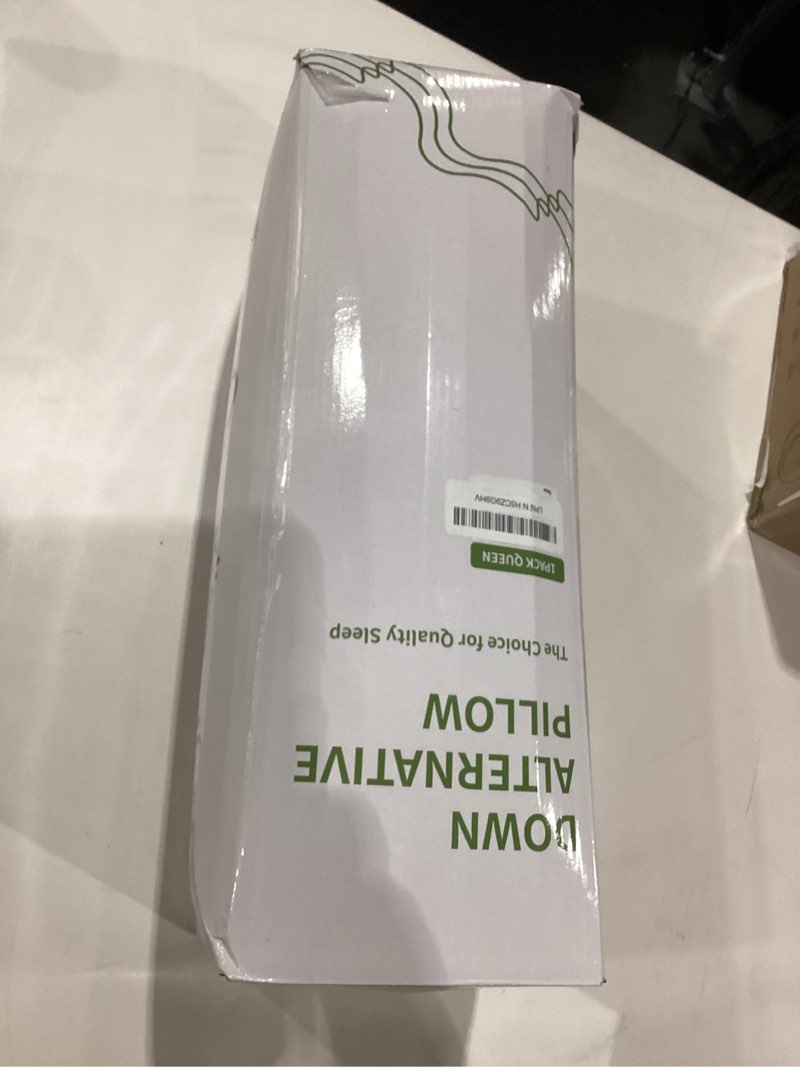 DOWN
ALTERNATIVE
PILLOW
The Choice for Quality Sleep
1PACK QUEEN